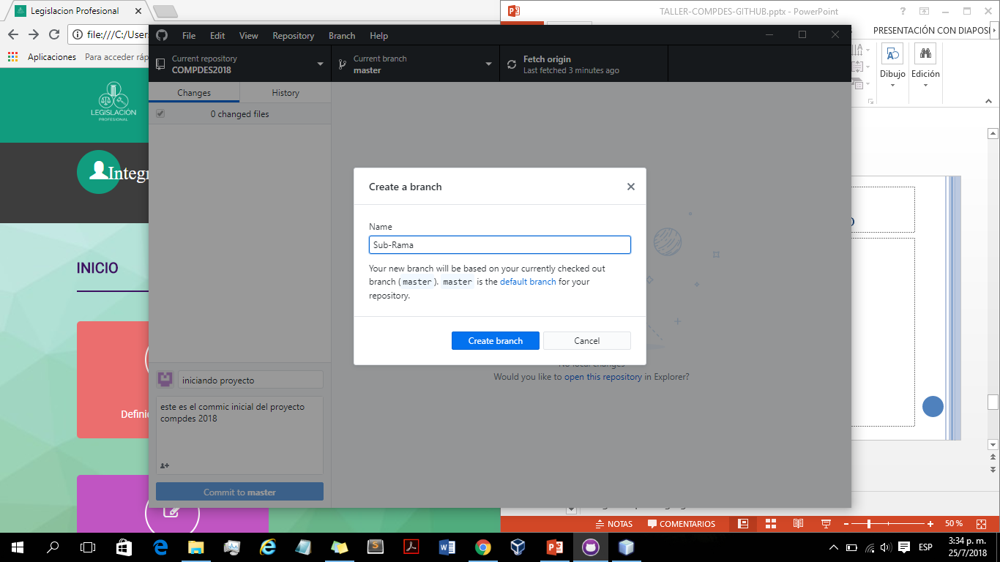 Legislacion Profesional
TALLER-COMPDES-GITHUB.pptx - PowerPoint
file:///C:/User
File Edit View Repository Branch Help
PRESENTACIÓN CON DIAPOSI
Aplicaciones Para acceder ráp
Current repository
COMPDES2018
Current branch
master
Fetch origin
Last fetched 3 minutes ago
Dibujo
Edición
Changes History
0 changed files
LEGISLACIÓN
PROFESIONAL
Integr
Create a branch
Name
Sub-Rama
Your new branch will be based on your currently checked out
branch (master). master is the default branch for your
repository.
Create branch Cancel
INICIO
No local changes
Would you like to open this repository in Explorer?
iniciando proyecto
este es el commic inicial del proyecto
compdes 2018
Defini
Commit to master
NOTAS COMENTARIOS 50 %
ESP
3:34 p. m.
25/7/2018